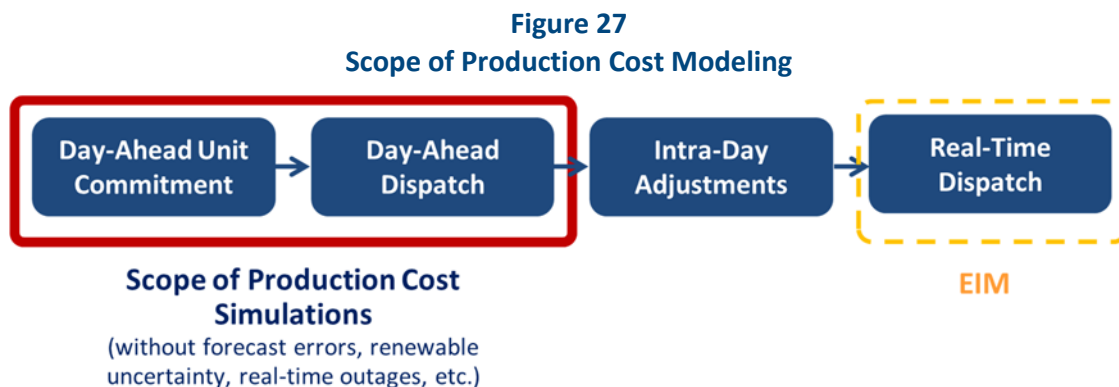 Figure 27
Scope of Production Cost Modeling
Day-Ahead Unit
Commitment
Day-Ahead
Dispatch
Intra-Day
Adjustments
Real-Time
Dispatch
Scope of Production Cost
Simulations
(without forecast errors, renewable
uncertainty, real-time outages, etc.)
EIM